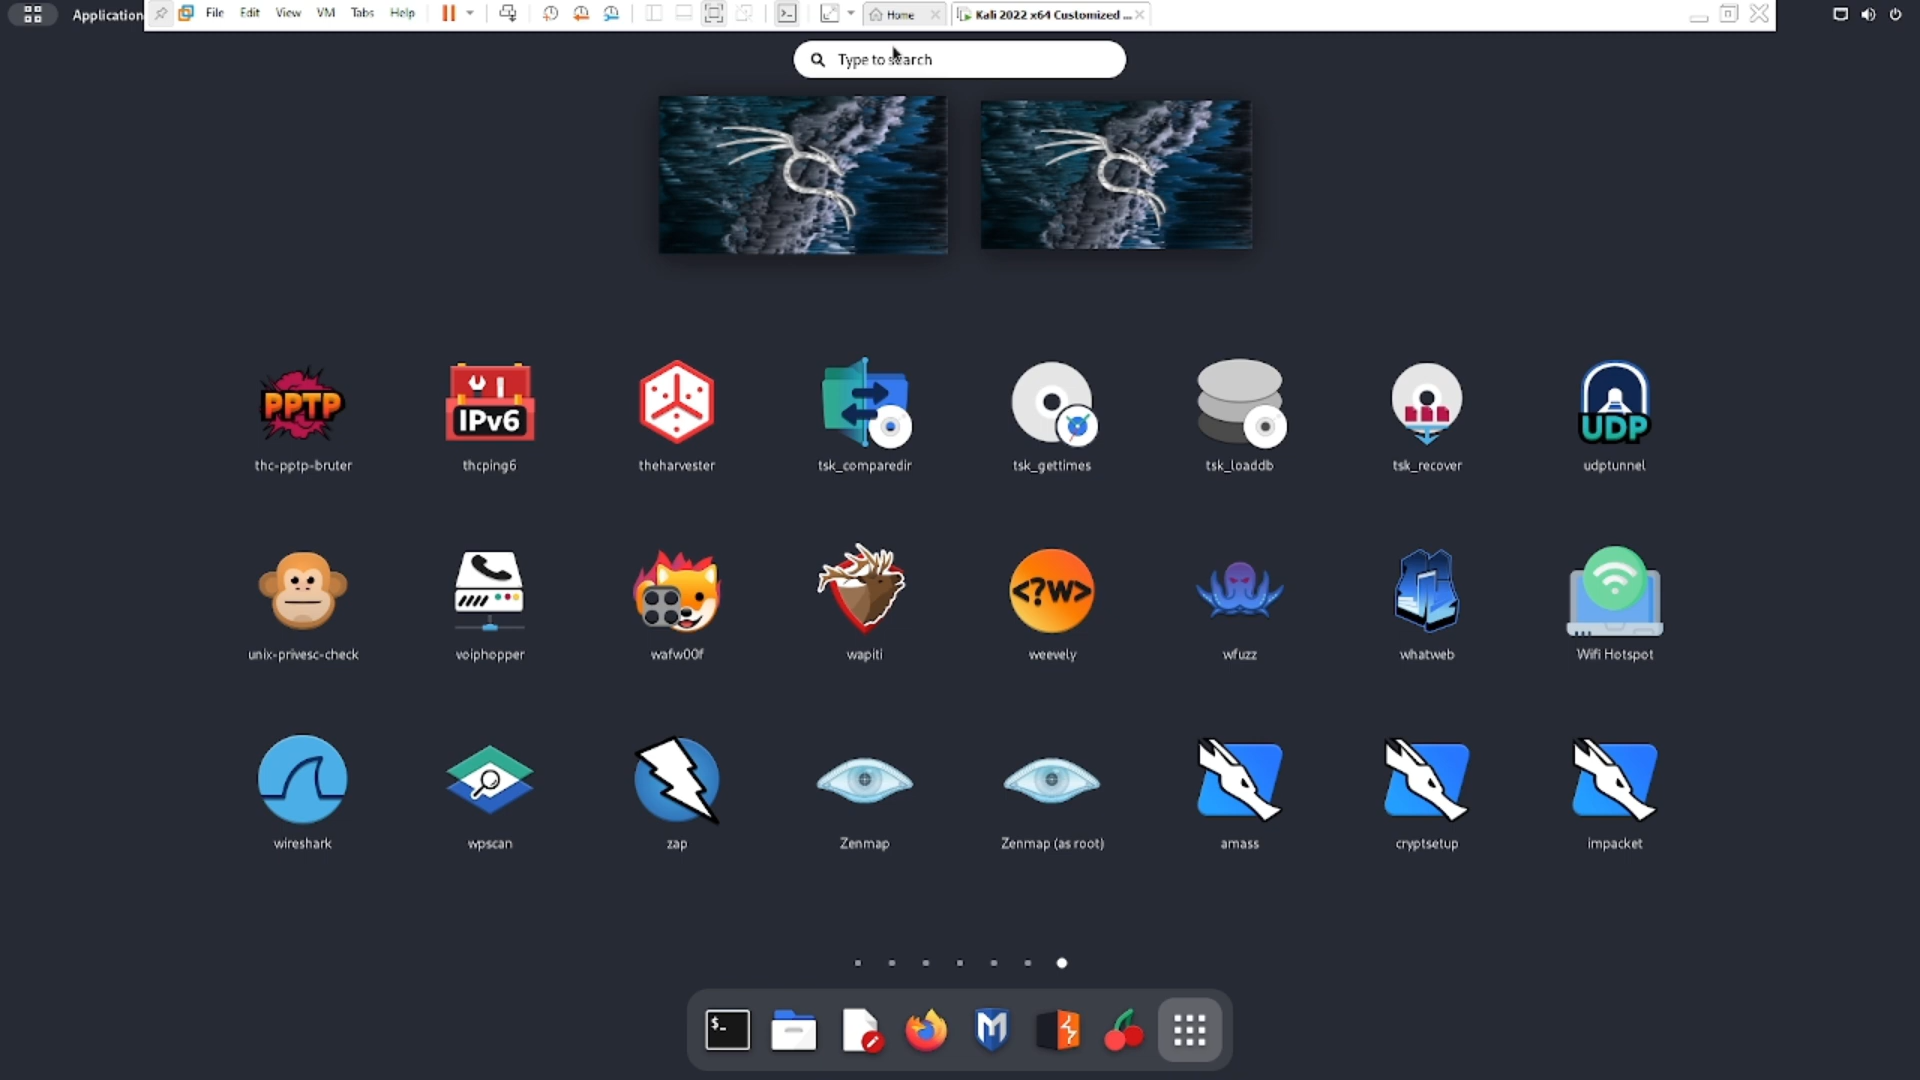 Application
File Edit View VM Tabs Help
Home
Kali 2022 x64 Customized ...
Type to search
PPTP
IPv6
UDP
thc-pptp-bruter
thcping6
theharvester
tsk_comparedir
tsk_gettimes
tsk_loaddb
tsk_recover
udptunnel
<?W>
unix-privesc-check
voiphopper
wafw00f
wapiti
weevely
wfuzz
whatweb
Wifi Hotspot
wireshark
wpscan
zap
Zenmap
Zenmap (as root)
amass
cryptsetup
impacket
$-